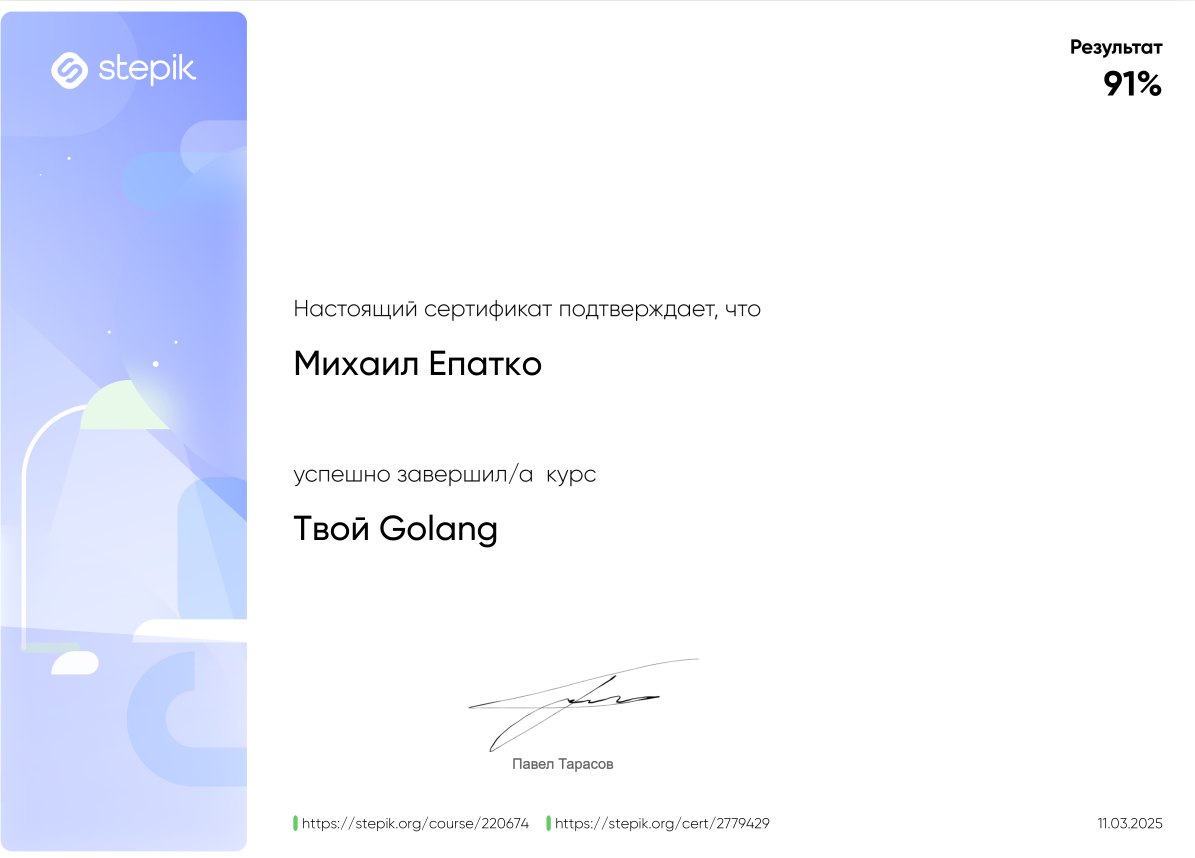 stepik
Результат
91%
Настоящий сертификат подтверждает, что
Михаил Епатко
успешно завершил/а курс
Твой Golang
Павел Тарасов
https://stepik.org/course/220674 https://stepik.org/cert/2779429 11.03.2025